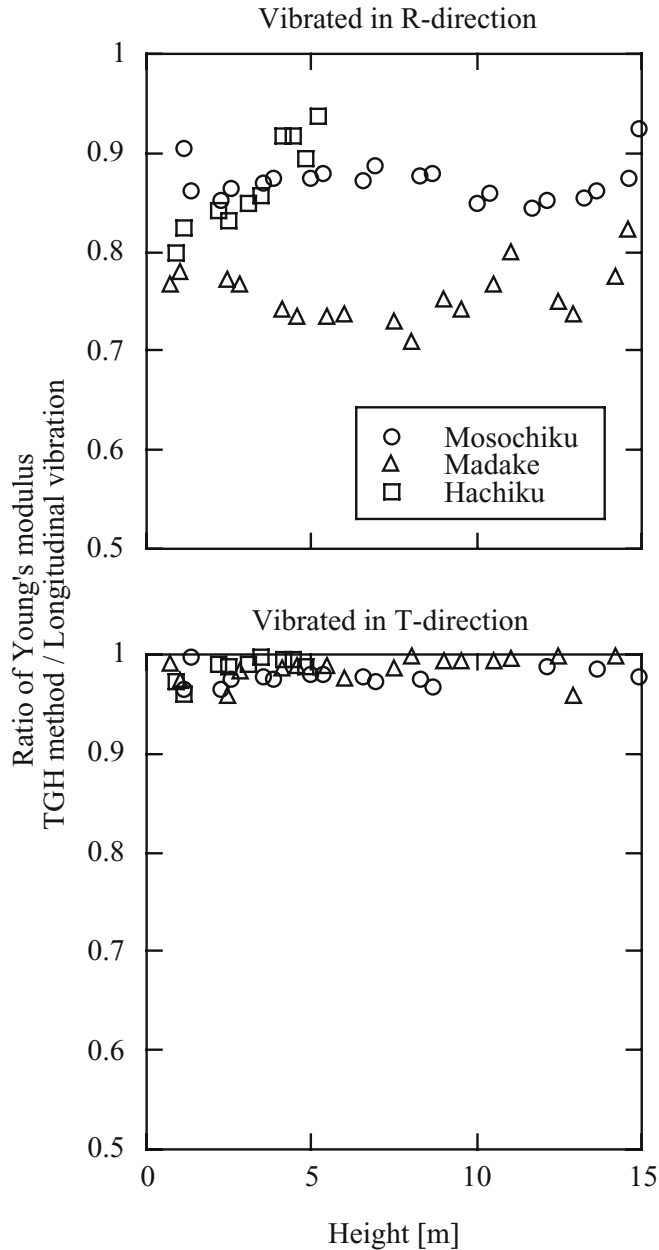 Vibrated in R-direction
1
0.9
0.8
0.7
0.6
0.5
Mosochiku
Madake
Hachiku
Ratio of Young's modulus
TGH method / Longitudinal vibration
Vibrated in T-direction
1
0.9
0.8
0.7
0.6
0.5
0
5
10
15
Height [m]